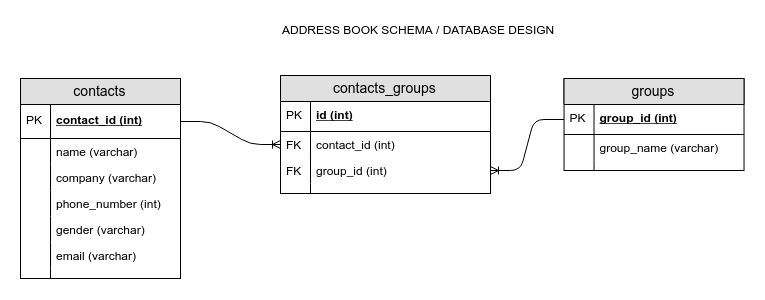 ADDRESS BOOK SCHEMA / DATABASE DESIGN
contacts
PK contact_id (int)
name (varchar)
company (varchar)
phone_number (int)
gender (varchar)
email (varchar)
contacts_groups
PK id (int)
FK contact_id (int)
FK group_id (int)
groups
PK group_id (int)
group_name (varchar)